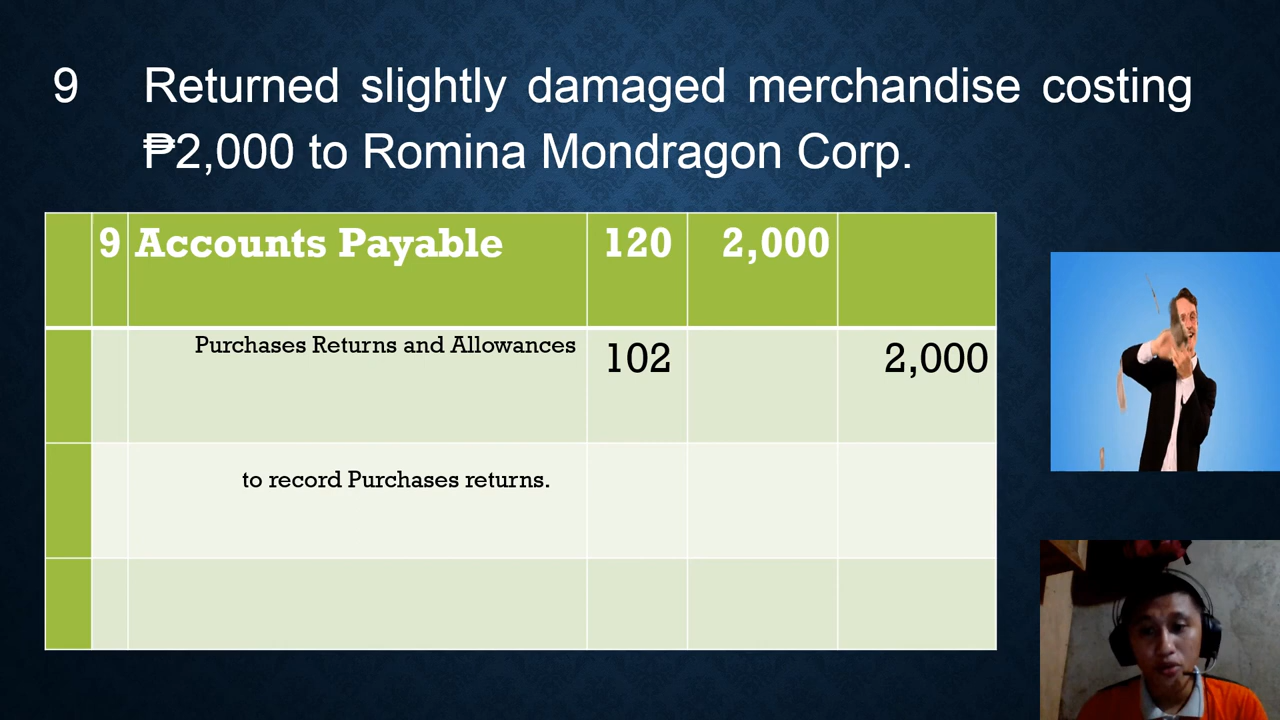 9 Returned slightly damaged merchandise costing
₱2,000 to Romina Mondragon Corp.
9 Accounts Payable 120 2,000
Purchases Returns and Allowances 102 2,000
to record Purchases returns.